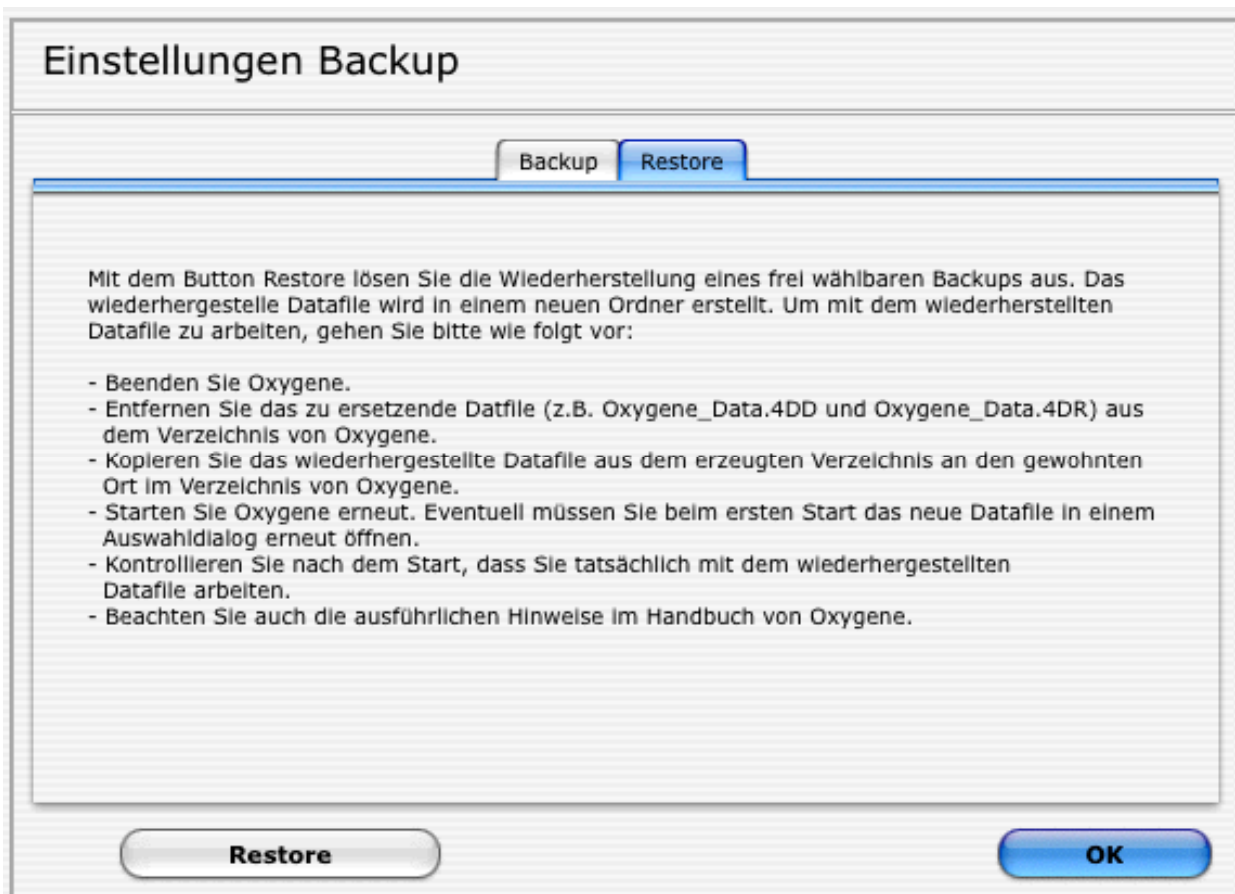 Einstellungen Backup
Backup Restore
Mit dem Button Restore lösen Sie die Wiederherstellung eines frei wählbaren Backups aus. Das
wiederhergestelle Datafile wird in einem neuen Ordner erstellt. Um mit dem wiederherstellten
Datafile zu arbeiten, gehen Sie bitte wie folgt vor:
- Beenden Sie Oxygene.
- Entfernen Sie das zu ersetzende Datfile (z.B. Oxygene_Data.4DD und Oxygene_Data.4DR) aus
dem Verzeichnis von Oxygene.
- Kopieren Sie das wiederhergestellte Datafile aus dem erzeugten Verzeichnis an den gewohnten
Ort im Verzeichnis von Oxygene.
- Starten Sie Oxygene erneut. Eventuell müssen Sie beim ersten Start das neue Datafile in einem
Auswahldialog erneut öffnen.
- Kontrollieren Sie nach dem Start, dass Sie tatsächlich mit dem wiederhergestellten
Datafile arbeiten.
- Beachten Sie auch die ausführlichen Hinweise im Handbuch von Oxygene.
Restore OK